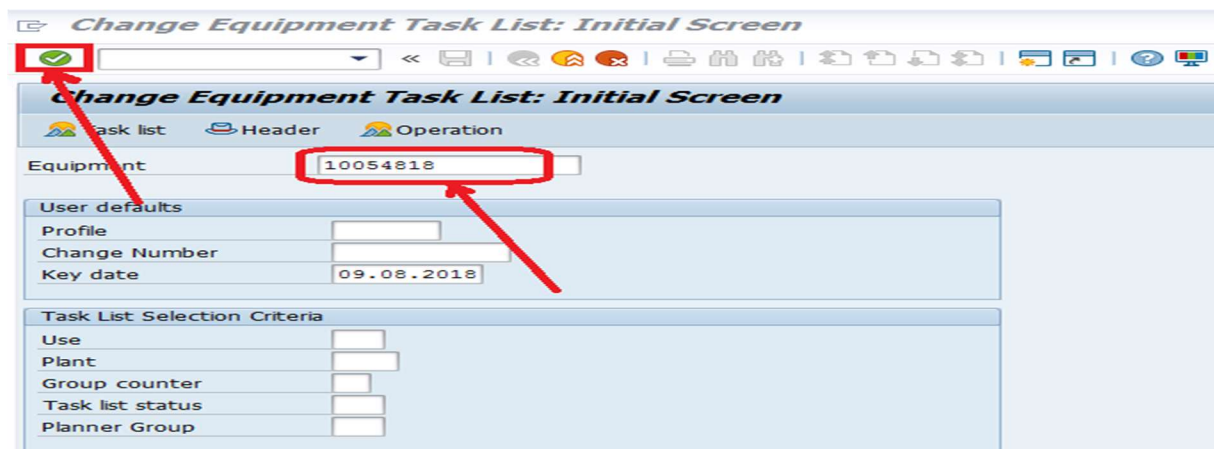 Change Equipment Task List: Initial Screen
Change Equipment Task List: Initial Screen
Task list Header Operation
Equipment 10054818
User defaults
Profile
Change Number
Key date 09.08.2018
Task List Selection Criteria
Use
Plant
Group counter
Task list status
Planner Group